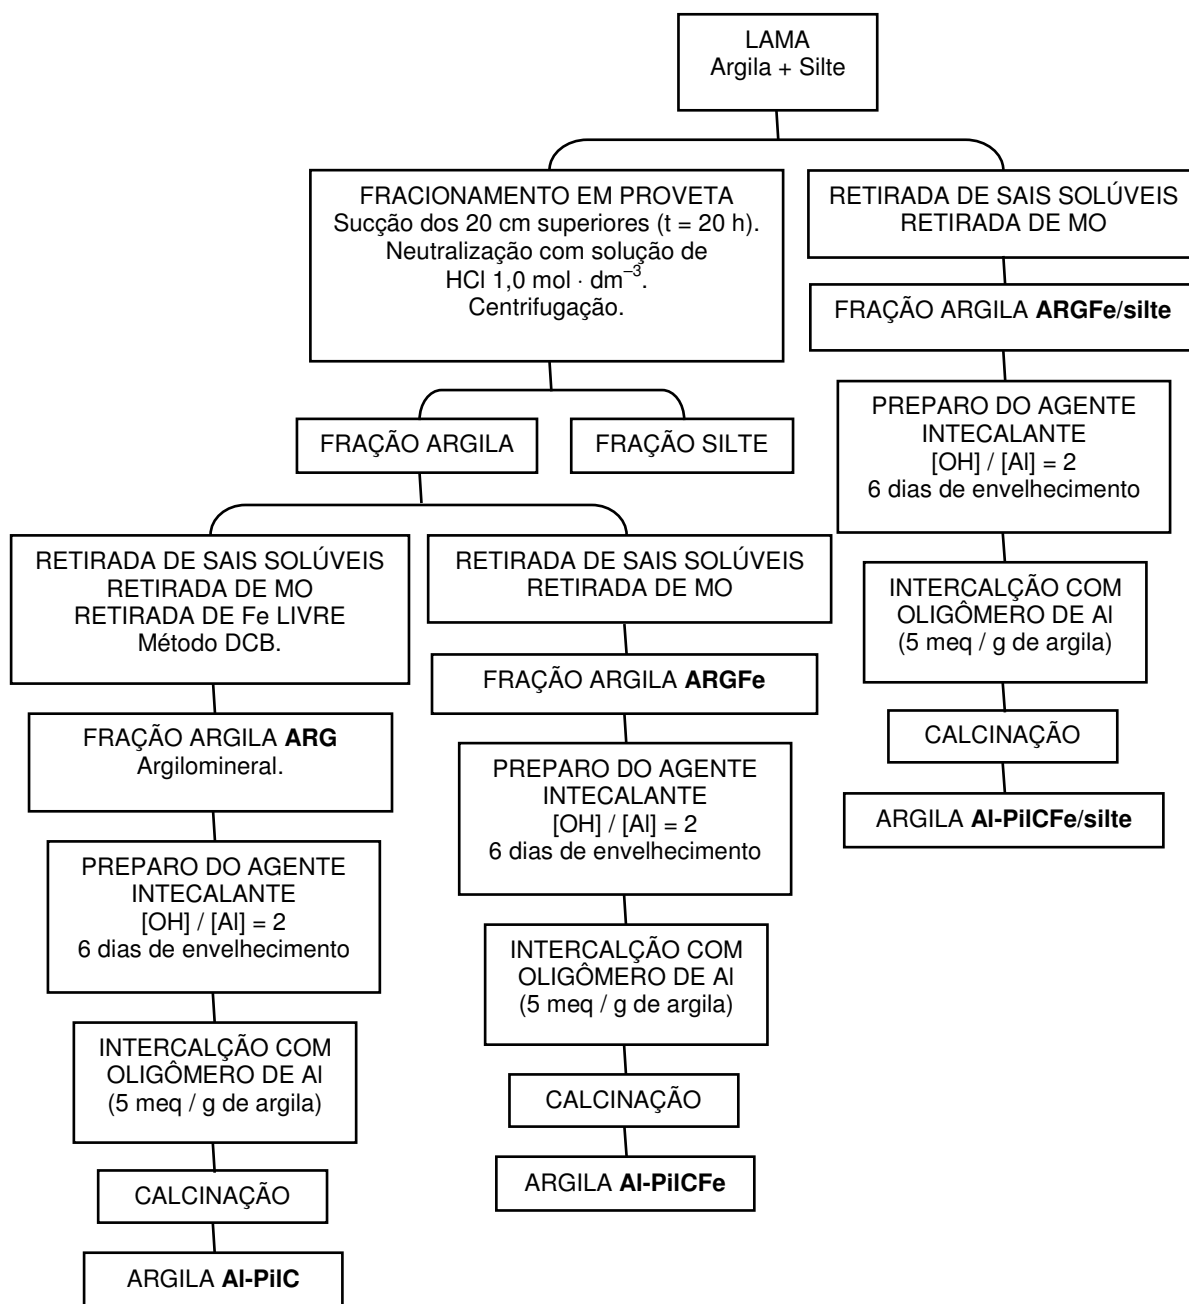 LAMA
Argila + Silte
FRACIONAMENTO EM PROVETA
Sucção dos 20 cm superiores (t = 20 h).
Neutralização com solução de
HCl 1,0 mol · dm⁻³.
Centrifugação.
RETIRADA DE SAIS SOLÚVEIS
RETIRADA DE MO
FRAÇÃO ARGILA ARGFe/silte
PREPARO DO AGENTE
INTECALANTE
[OH] / [Al] = 2
6 dias de envelhecimento
INTERCALÇÃO COM
OLIGÔMERO DE Al
(5 meq / g de argila)
CALCINAÇÃO
ARGILA Al-PilCFe/silte
FRAÇÃO ARGILA
FRAÇÃO SILTE
RETIRADA DE SAIS SOLÚVEIS
RETIRADA DE MO
RETIRADA DE Fe LIVRE
Método DCB.
FRAÇÃO ARGILA ARG
Argilomineral.
PREPARO DO AGENTE
INTECALANTE
[OH] / [Al] = 2
6 dias de envelhecimento
INTERCALÇÃO COM
OLIGÔMERO DE Al
(5 meq / g de argila)
CALCINAÇÃO
ARGILA Al-PilC
RETIRADA DE SAIS SOLÚVEIS
RETIRADA DE MO
FRAÇÃO ARGILA ARGFe
PREPARO DO AGENTE
INTECALANTE
[OH] / [Al] = 2
6 dias de envelhecimento
INTERCALÇÃO COM
OLIGÔMERO DE Al
(5 meq / g de argila)
CALCINAÇÃO
ARGILA Al-PilCFe